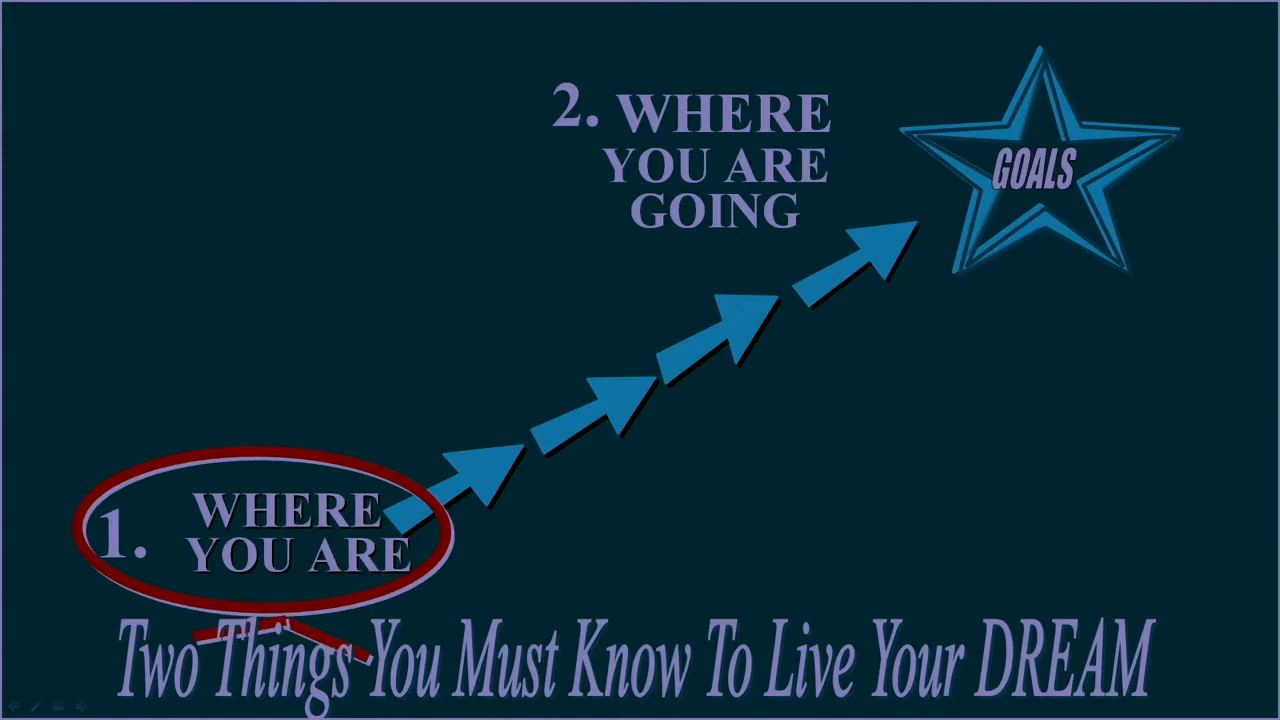 2. WHERE
YOU ARE
GOING
GOALS
1. WHERE
YOU ARE
Two Things You Must Know To Live Your DREAM